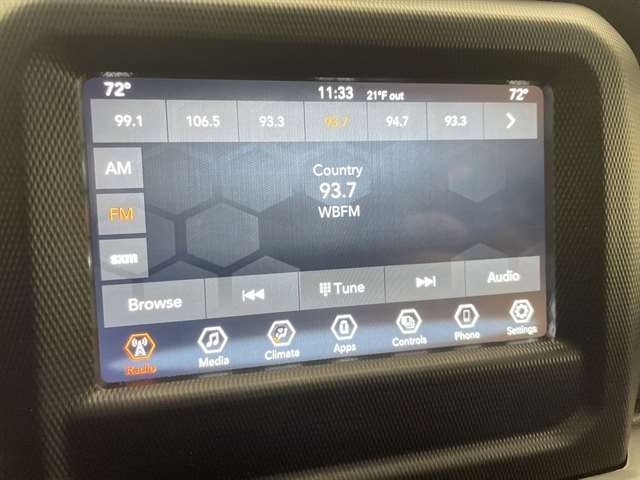 72° 11:33 21°F out 72°
99.1 106.5 93.3 93.7 94.7 93.3
AM
Country
93.7
FM
WBFM
sxm
Browse Tune Audio
Radio Media Climate Apps Controls Phone Settings